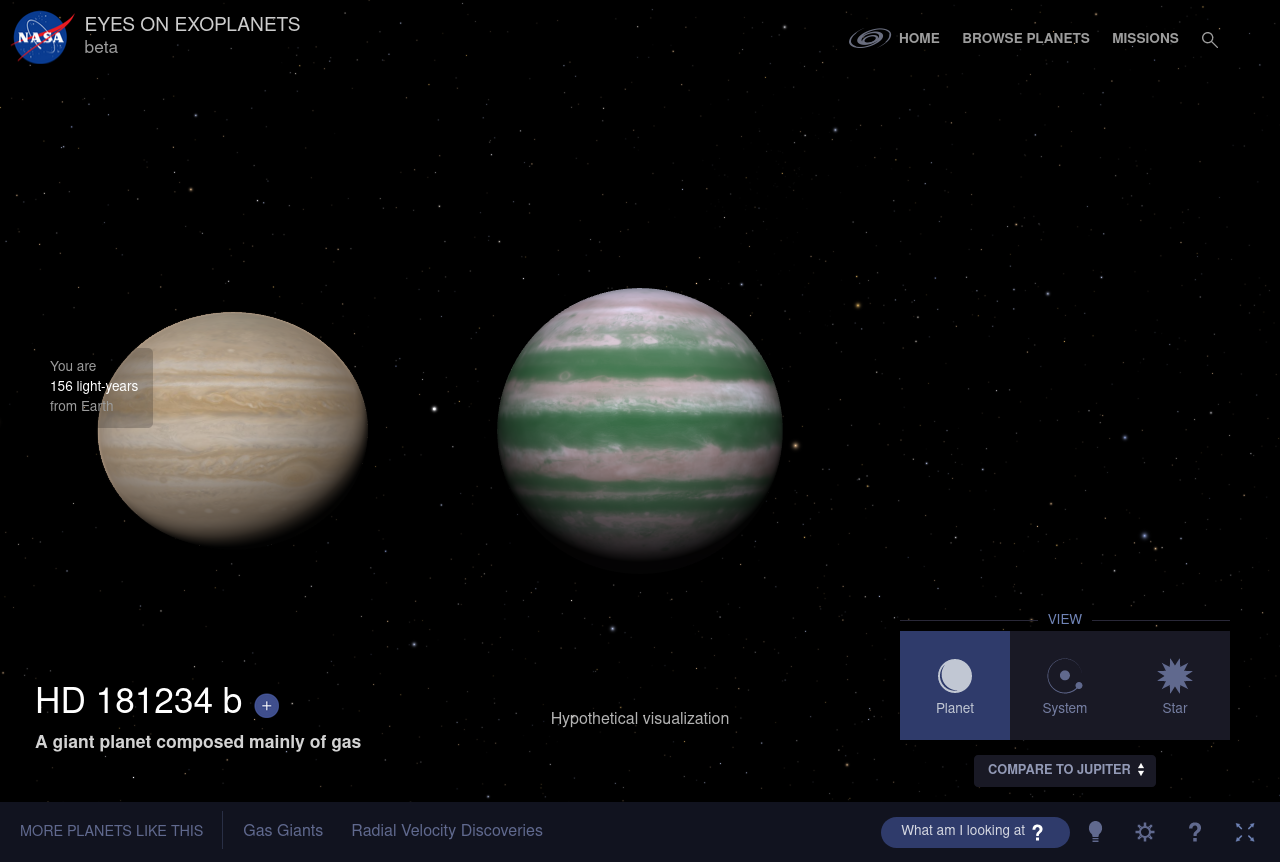 NASA
EYES ON EXOPLANETS
beta
HOME
BROWSE PLANETS
MISSIONS
You are
156 light-years
from Earth
VIEW
Planet
System
Star
HD 181234 b +
A giant planet composed mainly of gas
Hypothetical visualization
COMPARE TO JUPITER
MORE PLANETS LIKE THIS
Gas Giants
Radial Velocity Discoveries
What am I looking at ?
?